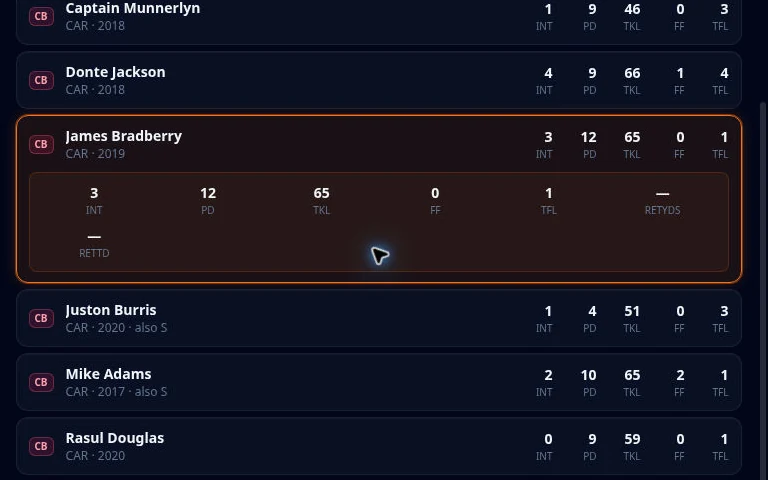 CB Captain Munnerlyn 1 9 46 0 3
CAR · 2018 INT PD TKL FF TFL
CB Donte Jackson 4 9 66 1 4
CAR · 2018 INT PD TKL FF TFL
CB James Bradberry 3 12 65 0 1
CAR · 2019 INT PD TKL FF TFL
3 12 65 0 1 —
INT PD TKL FF TFL RETYDS
—
RETTD
CB Juston Burris 1 4 51 0 3
CAR · 2020 · also S INT PD TKL FF TFL
CB Mike Adams 2 10 65 2 1
CAR · 2017 · also S INT PD TKL FF TFL
CB Rasul Douglas 0 9 59 0 1
CAR · 2020 INT PD TKL FF TFL